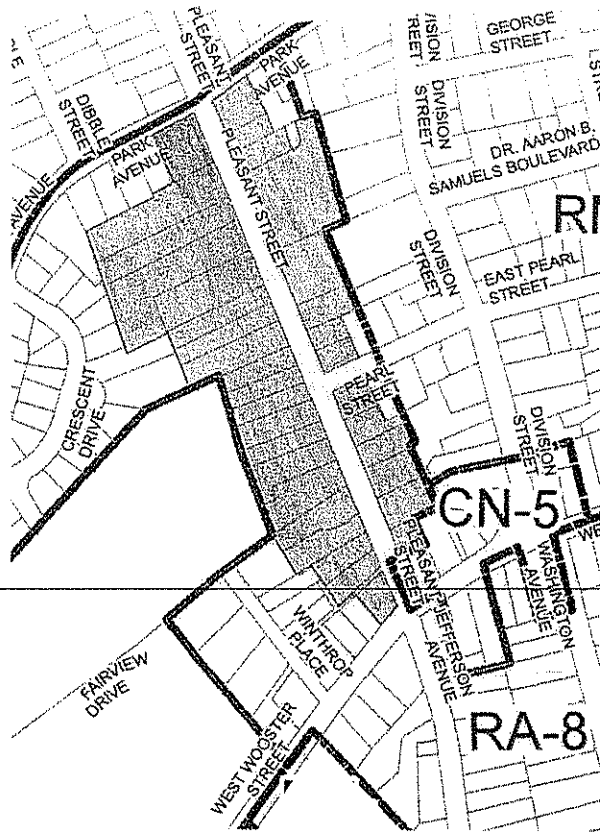 PLEASANT
STREET
PARK
AVENUE
DIVISION
STREET
GEORGE
STREET
DIBBLE
STREET
PARK
AVENUE
AVENUE
PLEASANT STREET
DIVISION
STREET
DR. AARON B.
SAMUELS BOULEVARD
DIVISION
STREET
EAST PEARL
STREET
CRESCENT
DRIVE
PEARL
STREET
DIVISION
STREET
CN-5
PLEASANT
STREET
WASHINGTON
AVENUE
WINTHROP
PLACE
JEFFERSON
AVENUE
FAIRVIEW
DRIVE
WEST WOOSTER
STREET
RA-8